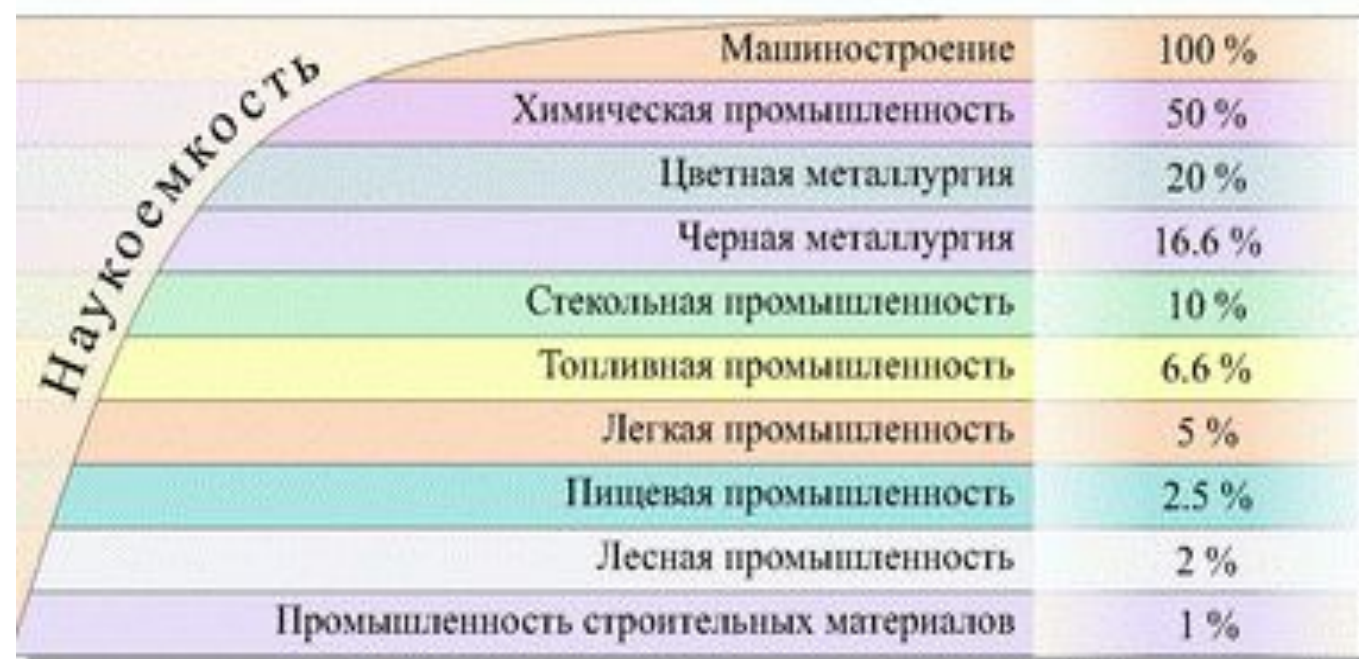 Наукоемкость
Машиностроение 100 %
Химическая промышленность 50 %
Цветная металлургия 20 %
Черная металлургия 16.6 %
Стекольная промышленность 10 %
Топливная промышленность 6.6 %
Легкая промышленность 5 %
Пищевая промышленность 2.5 %
Лесная промышленность 2 %
Промышленность строительных материалов 1 %